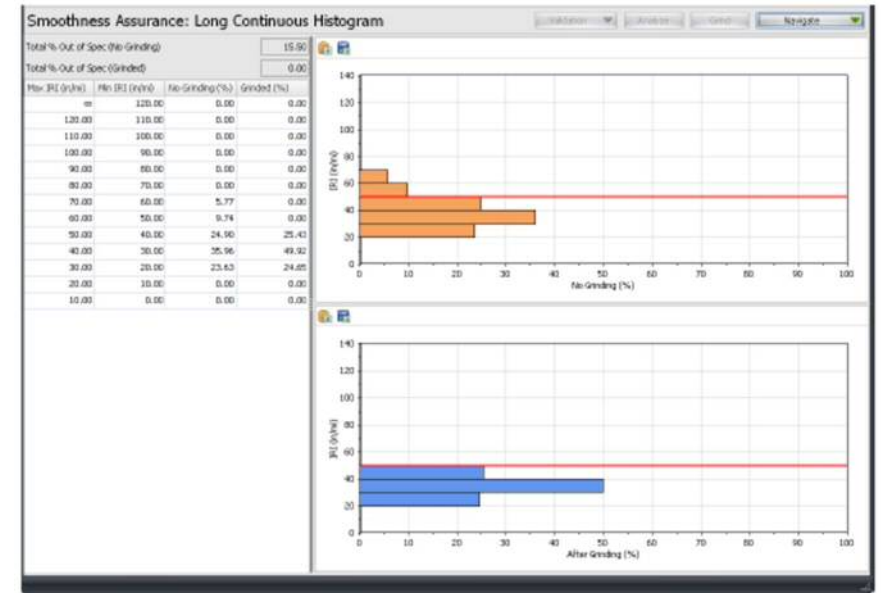 Smoothness Assurance: Long Continuous Histogram
Validation Analyze Grind Navigate
Total % Out of Spec (No Grinding) 15.50
Total % Out of Spec (Grinded) 0.00
Max IRI (in/mi) Min IRI (in/mi) No Grinding (%) Grinded (%)
∞ 120.00 0.00 0.00
120.00 110.00 0.00 0.00
110.00 100.00 0.00 0.00
100.00 90.00 0.00 0.00
90.00 80.00 0.00 0.00
80.00 70.00 0.00 0.00
70.00 60.00 5.77 0.00
60.00 50.00 9.74 0.00
50.00 40.00 24.90 25.43
40.00 30.00 35.96 49.92
30.00 20.00 23.63 24.65
20.00 10.00 0.00 0.00
10.00 0.00 0.00 0.00
140
120
100
80
60
40
20
0
IRI (in/mi)
0 10 20 30 40 50 60 70 80 90 100
No Grinding (%)
140
120
100
80
60
40
20
0
IRI (in/mi)
0 10 20 30 40 50 60 70 80 90 100
After Grinding (%)